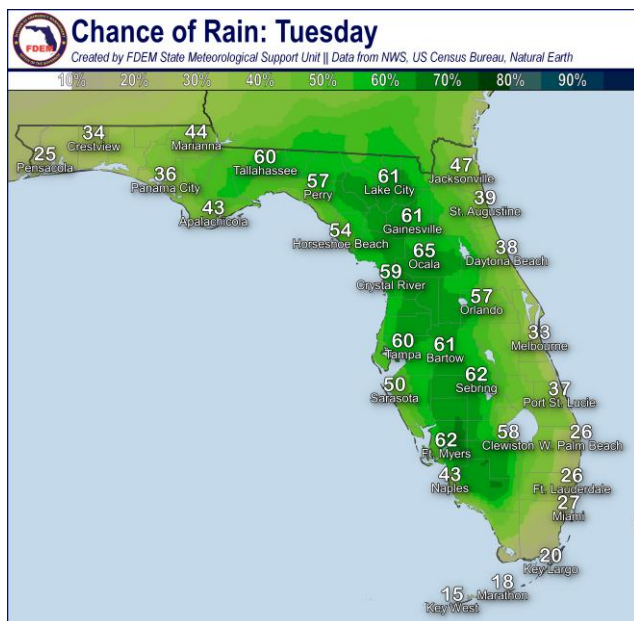 FDEM
Chance of Rain: Tuesday
Created by FDEM State Meteorological Support Unit || Data from NWS, US Census Bureau, Natural Earth
10% 20% 30% 40% 50% 60% 70% 80% 90%
34
Crestview
44
Marianna
25
Pensacola
60
Tallahassee
36
Panama City
57
Perry
61
Lake City
47
Jacksonville
43
Apalachicola
39
St. Augustine
61
Gainesville
54
Horseshoe Beach
65
Ocala
38
Daytona Beach
59
Crystal River
57
Orlando
33
Melbourne
60
Tampa
61
Bartow
50
Sarasota
62
Sebring
37
Port St. Lucie
62
Ft. Myers
58
Clewiston
26
W. Palm Beach
43
Naples
26
Ft. Lauderdale
27
Miami
20
Key Largo
18
Marathon
15
Key West